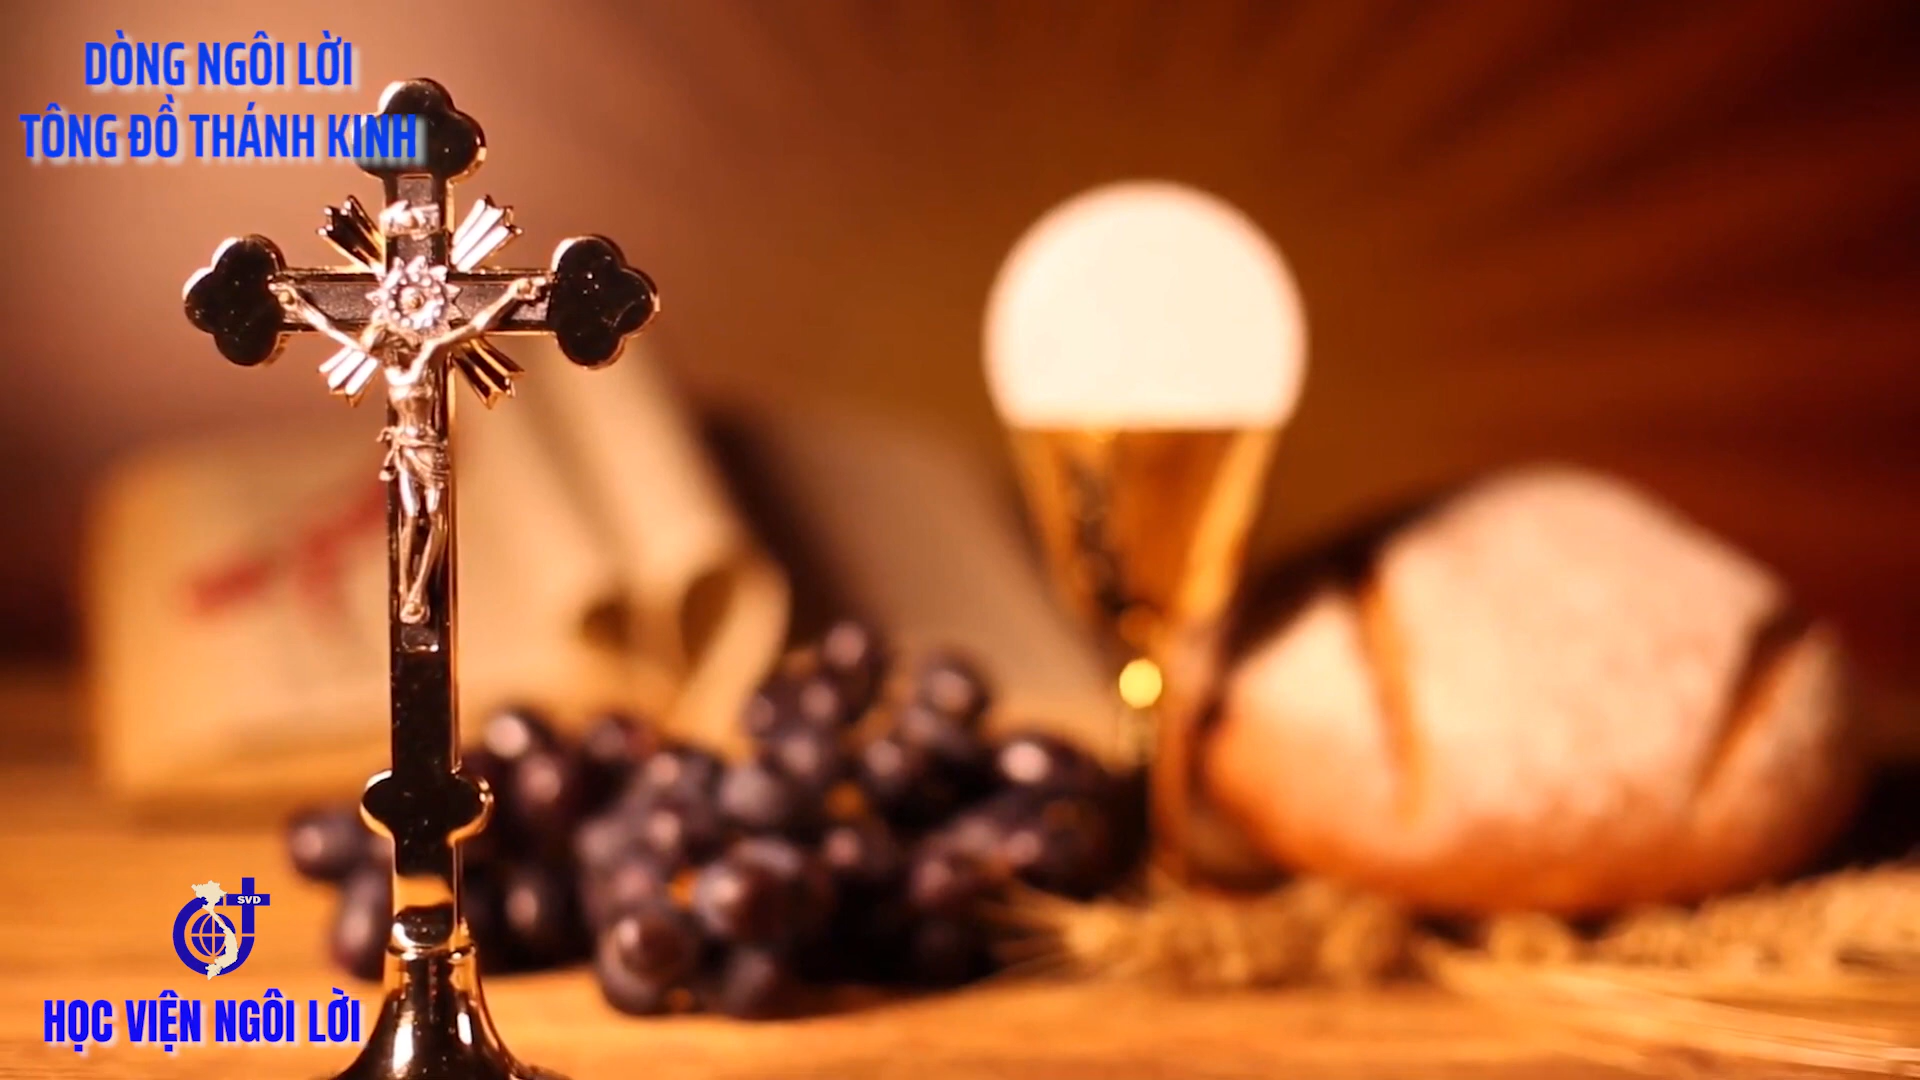 DÒNG NGÔI LỜI
TÔNG ĐỒ THÁNH KINH
SVD
HỌC VIỆN NGÔI LỜI